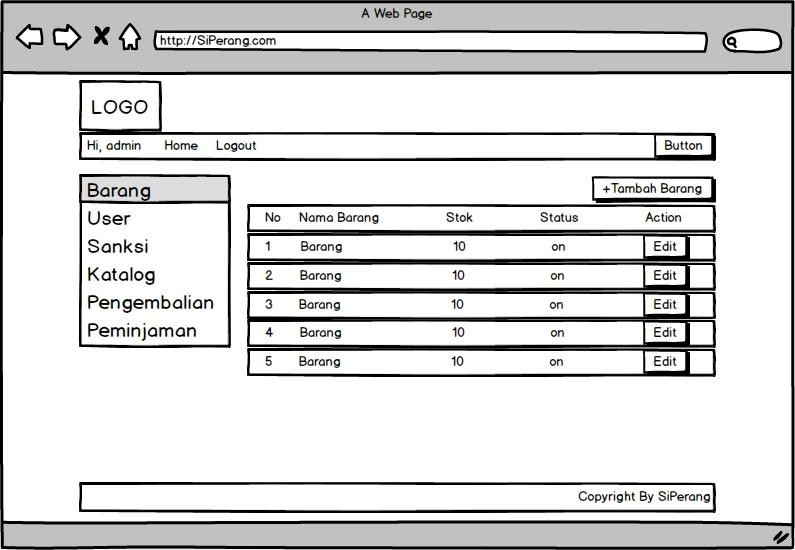 A Web Page
http://SiPerang.com
LOGO
Hi, admin Home Logout Button
Barang
User
Sanksi
Katalog
Pengembalian
Peminjaman
+Tambah Barang
No Nama Barang Stok Status Action
1 Barang 10 on Edit
2 Barang 10 on Edit
3 Barang 10 on Edit
4 Barang 10 on Edit
5 Barang 10 on Edit
Copyright By SiPerang